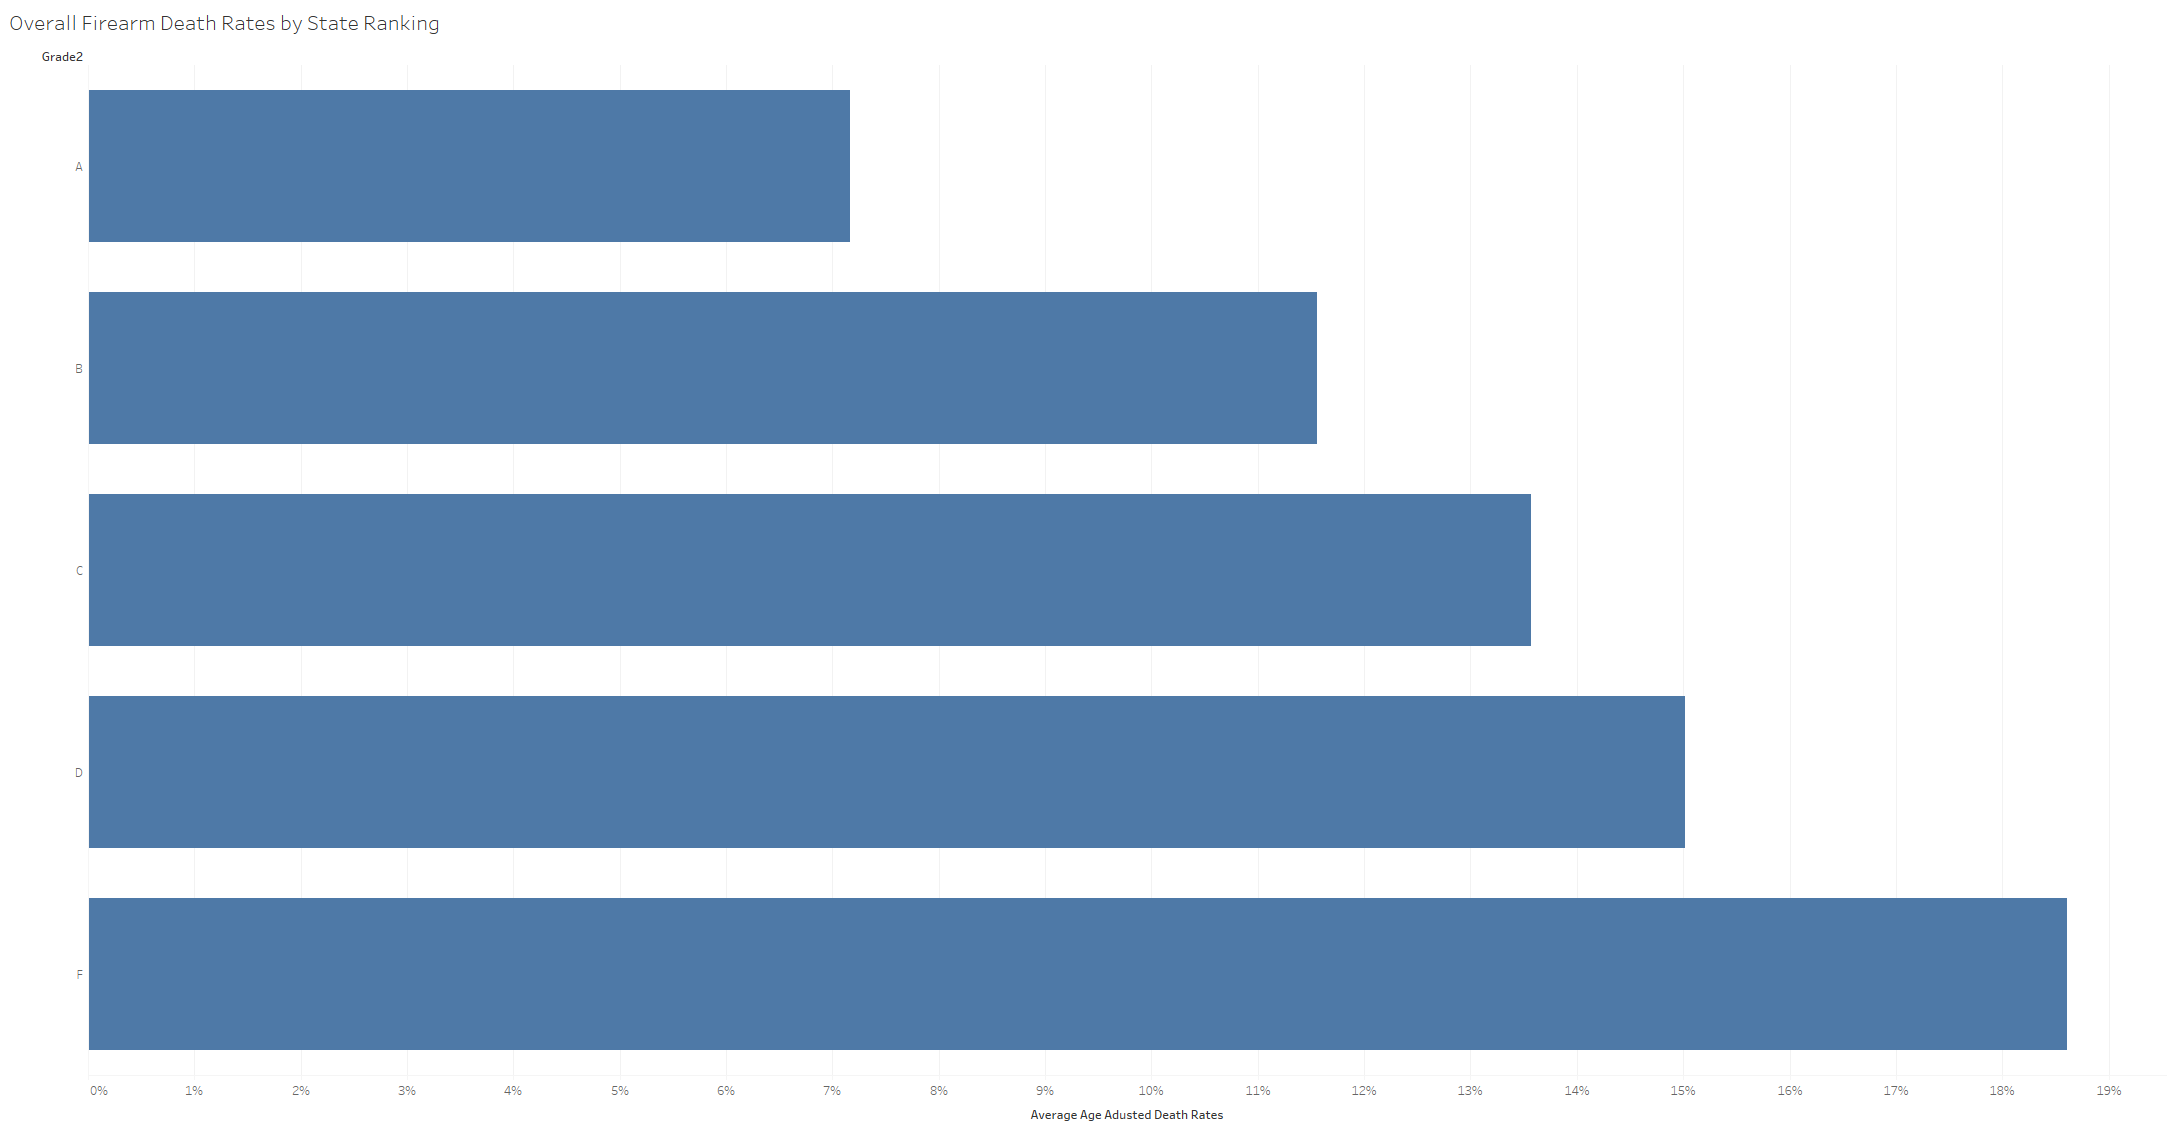 Overall Firearm Death Rates by State Ranking
Grade2
A
B
C
D
F
0% 1% 2% 3% 4% 5% 6% 7% 8% 9% 10% 11% 12% 13% 14% 15% 16% 17% 18% 19%
Average Age Adusted Death Rates